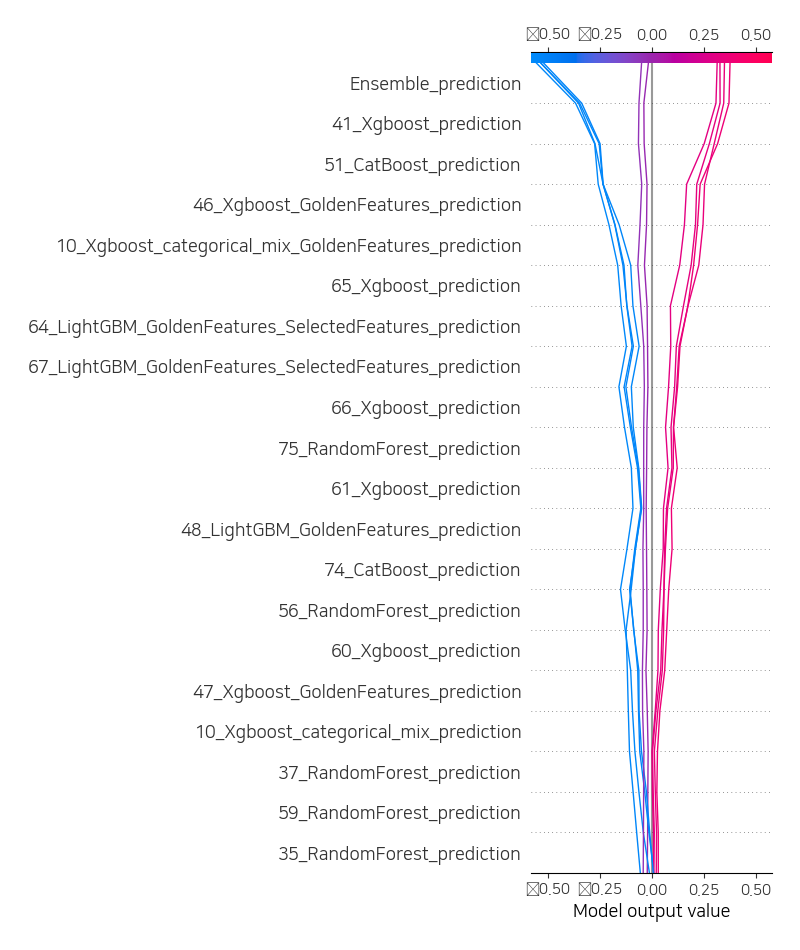 0.50 0.25 0.00 0.25 0.50
Ensemble_prediction
41_Xgboost_prediction
51_CatBoost_prediction
46_Xgboost_GoldenFeatures_prediction
10_Xgboost_categorical_mix_GoldenFeatures_prediction
65_Xgboost_prediction
64_LightGBM_GoldenFeatures_SelectedFeatures_prediction
67_LightGBM_GoldenFeatures_SelectedFeatures_prediction
66_Xgboost_prediction
75_RandomForest_prediction
61_Xgboost_prediction
48_LightGBM_GoldenFeatures_prediction
74_CatBoost_prediction
56_RandomForest_prediction
60_Xgboost_prediction
47_Xgboost_GoldenFeatures_prediction
10_Xgboost_categorical_mix_prediction
37_RandomForest_prediction
59_RandomForest_prediction
35_RandomForest_prediction
0.50 0.25 0.00 0.25 0.50
Model output value